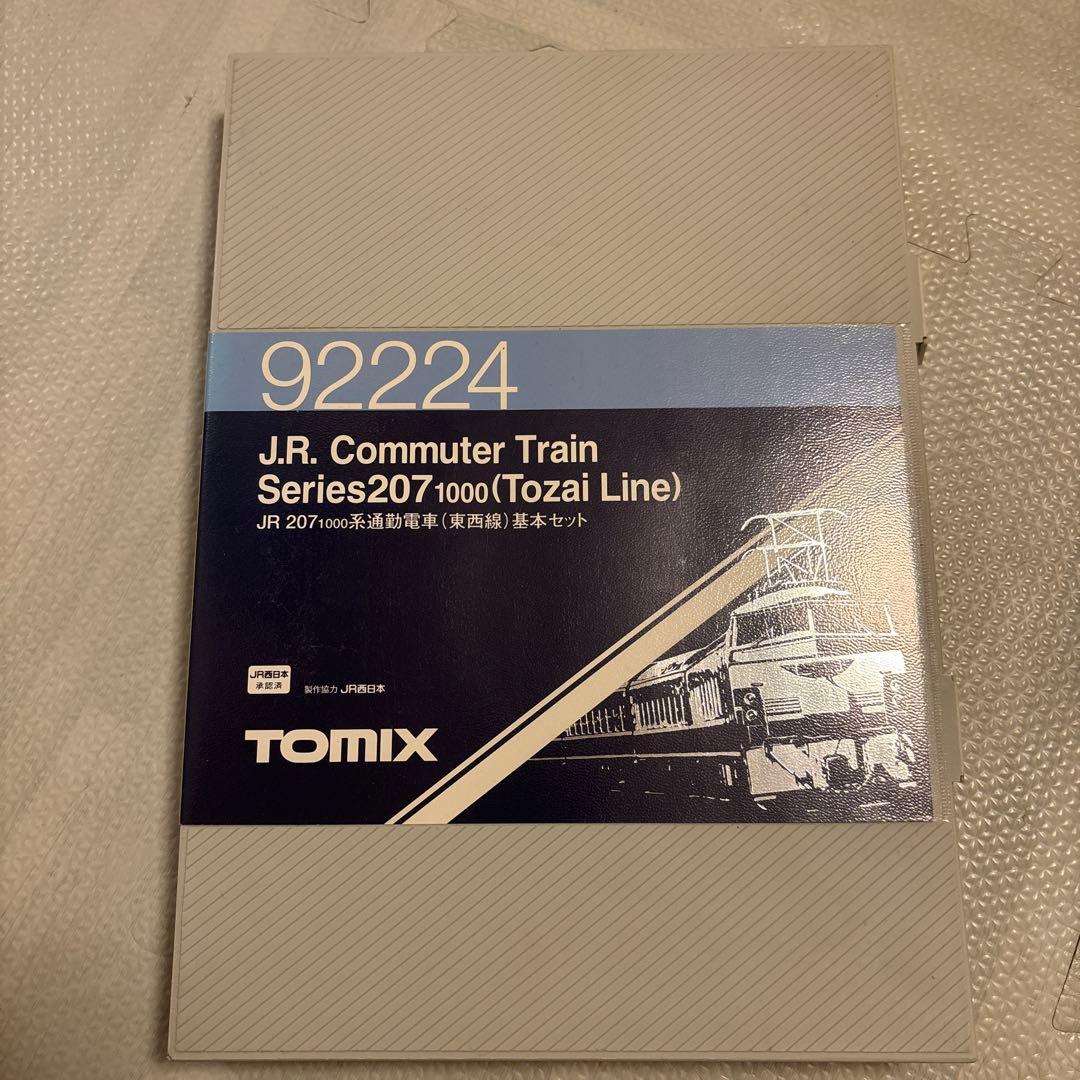 92224
J.R. Commuter Train
Series207 1000 (Tozai Line)
JR 207 1000系通勤電車(東西線)基本セット
JR西日本
承認済
製作協力 JR西日本
TOMIX